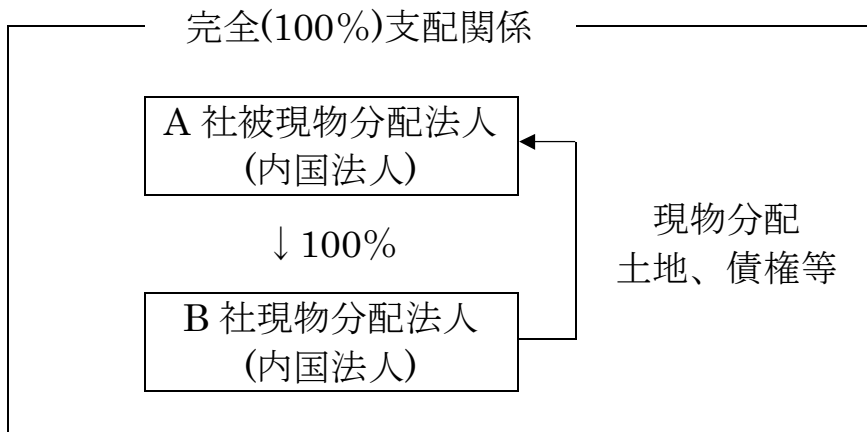 完全(100%)支配関係
A 社被現物分配法人
(内国法人)
↓100%
現物分配
土地、債権等
B 社現物分配法人
(内国法人)